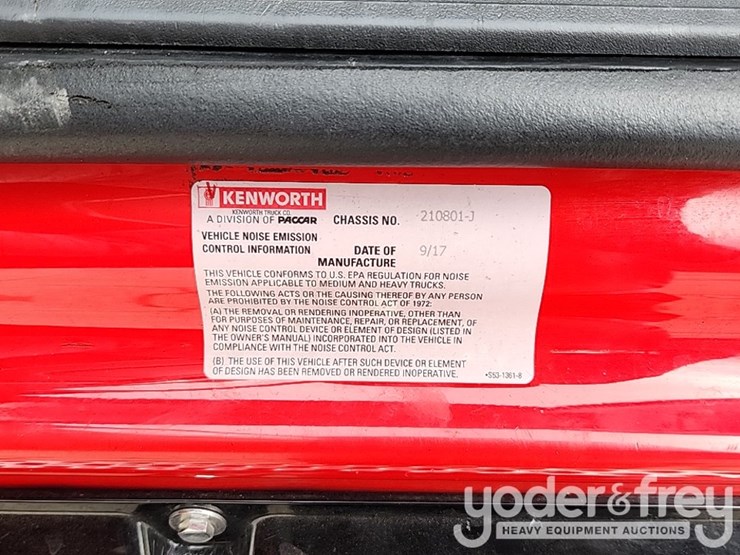 KENWORTH
KENWORTH TRUCK CO.
A DIVISION OF PACCAR CHASSIS NO. 210801-J
VEHICLE NOISE EMISSION
CONTROL INFORMATION DATE OF 9/17
MANUFACTURE
THIS VEHICLE CONFORMS TO U.S. EPA REGULATION FOR NOISE
EMISSION APPLICABLE TO MEDIUM AND HEAVY TRUCKS.
THE FOLLOWING ACTS OR THE CAUSING THEREOF BY ANY PERSON
ARE PROHIBITED BY THE NOISE CONTROL ACT OF 1972:
(A) THE REMOVAL OR RENDERING INOPERATIVE, OTHER THAN
FOR PURPOSES OF MAINTENANCE, REPAIR, OR REPLACEMENT, OF
ANY NOISE CONTROL DEVICE OR ELEMENT OF DESIGN (LISTED IN
THE OWNER'S MANUAL) INCORPORATED INTO THE VEHICLE IN
COMPLIANCE WITH THE NOISE CONTROL ACT.
(B) THE USE OF THIS VEHICLE AFTER SUCH DEVICE OR ELEMENT
OF DESIGN HAS BEEN REMOVED OR RENDERED INOPERATIVE. •S53-1361-8
yoder&frey
HEAVY EQUIPMENT AUCTIONS